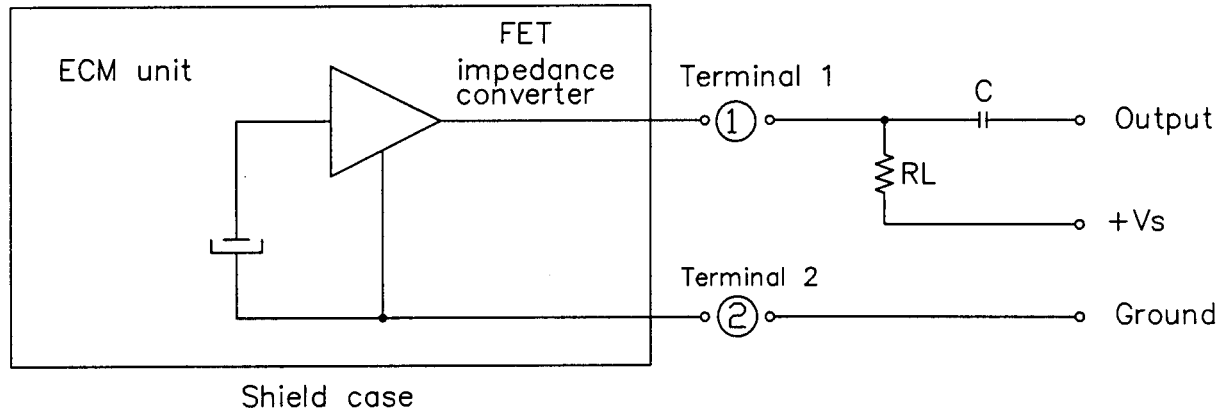 FET
ECM unit
impedance
converter
Terminal 1
1
C
Output
RL
+Vs
Terminal 2
2
Ground
Shield case